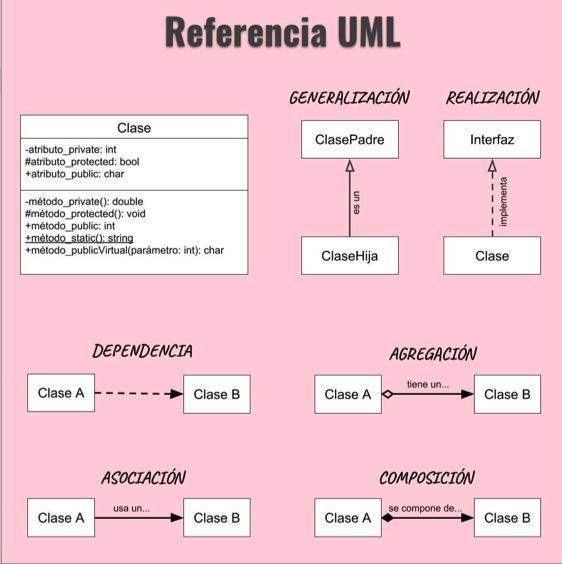 Referencia UML
GENERALIZACIÓN
REALIZACIÓN
Clase
-atributo_private: int
#atributo_protected: bool
+atributo_public: char
-método_private(): double
#método_protected(): void
+método_public: int
+método_static(): string
+método_publicVirtual(parámetro: int): char
ClasePadre
es un
ClaseHija
Interfaz
implementa
Clase
DEPENDENCIA
Clase A
Clase B
AGREGACIÓN
Clase A
tiene un...
Clase B
ASOCIACIÓN
Clase A
usa un...
Clase B
COMPOSICIÓN
Clase A
se compone de...
Clase B